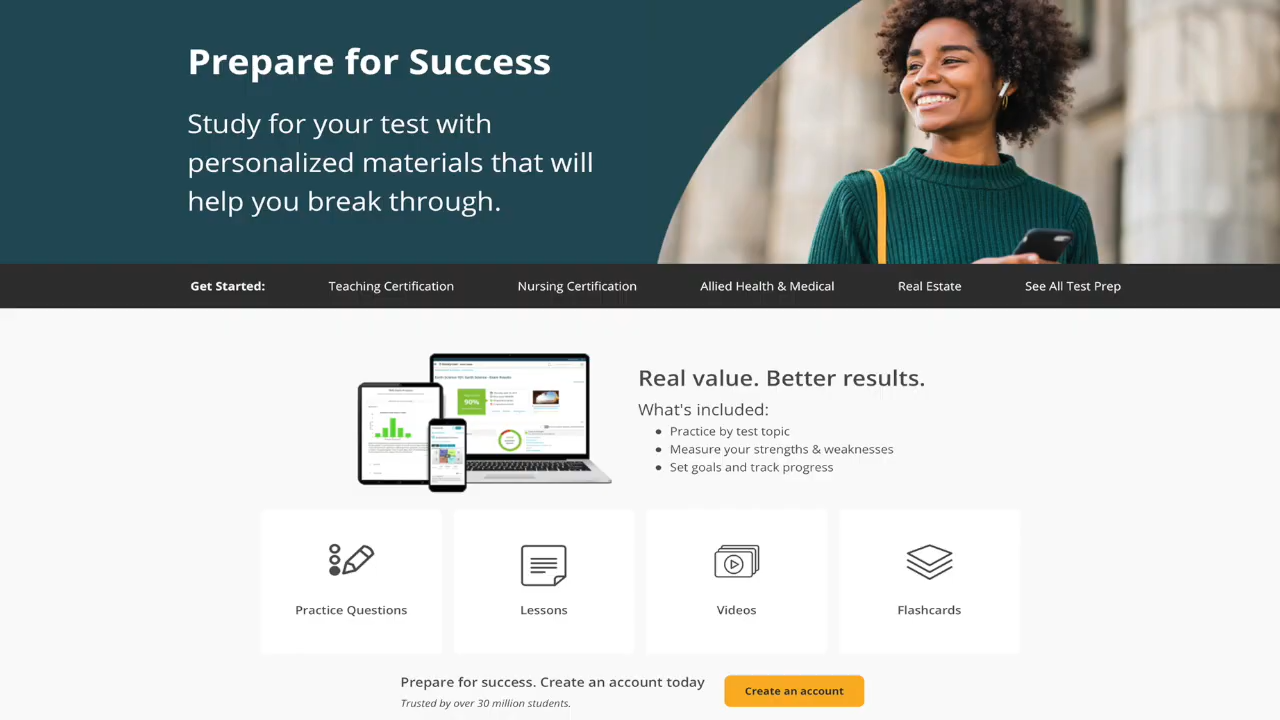 Prepare for Success
Study for your test with
personalized materials that will
help you break through.
Get Started:
Teaching Certification
Nursing Certification
Allied Health & Medical
Real Estate
See All Test Prep
90%
Real value. Better results.
What's included:
Practice by test topic
Measure your strengths & weaknesses
Set goals and track progress
Practice Questions
Lessons
Videos
Flashcards
Prepare for success. Create an account today
Trusted by over 30 million students.
Create an account